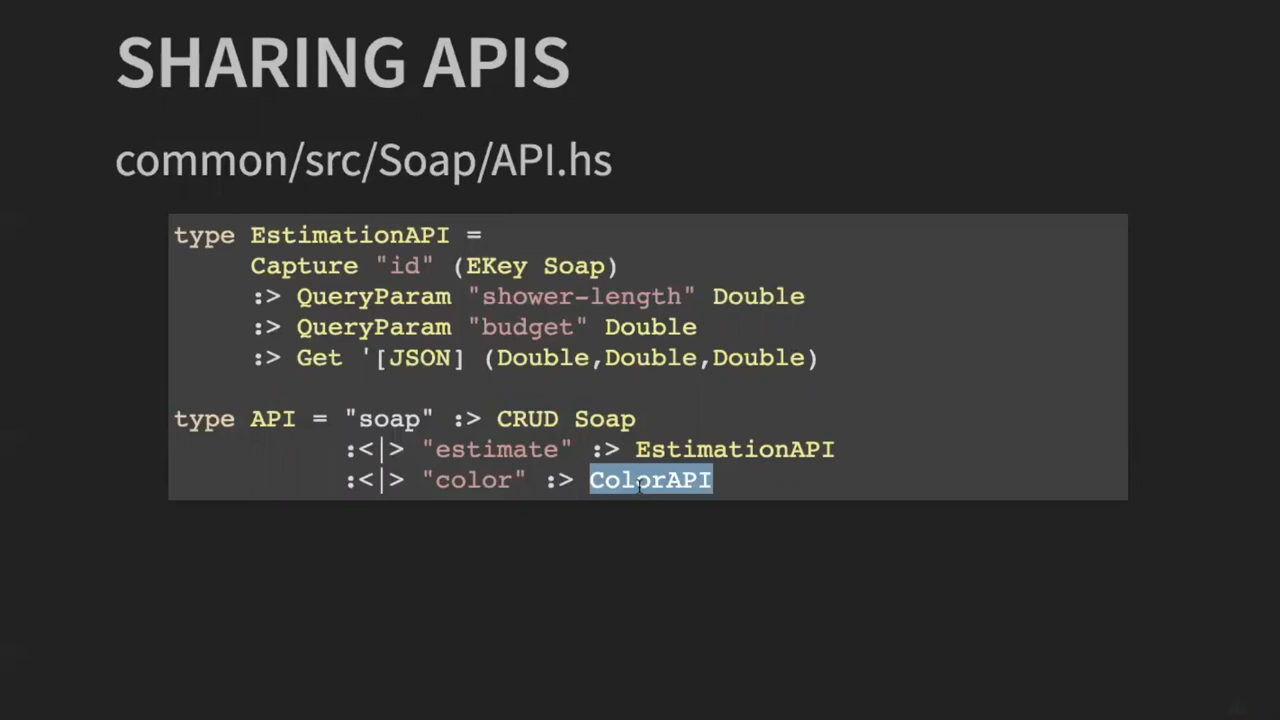 SHARING APIS
common/src/Soap/API.hs
type EstimationAPI =
     Capture "id" (EKey Soap)
     :> QueryParam "shower-length" Double
     :> QueryParam "budget" Double
     :> Get '[JSON] (Double,Double,Double)
type API = "soap" :> CRUD Soap
           :<|> "estimate" :> EstimationAPI
           :<|> "color" :> ColorAPI